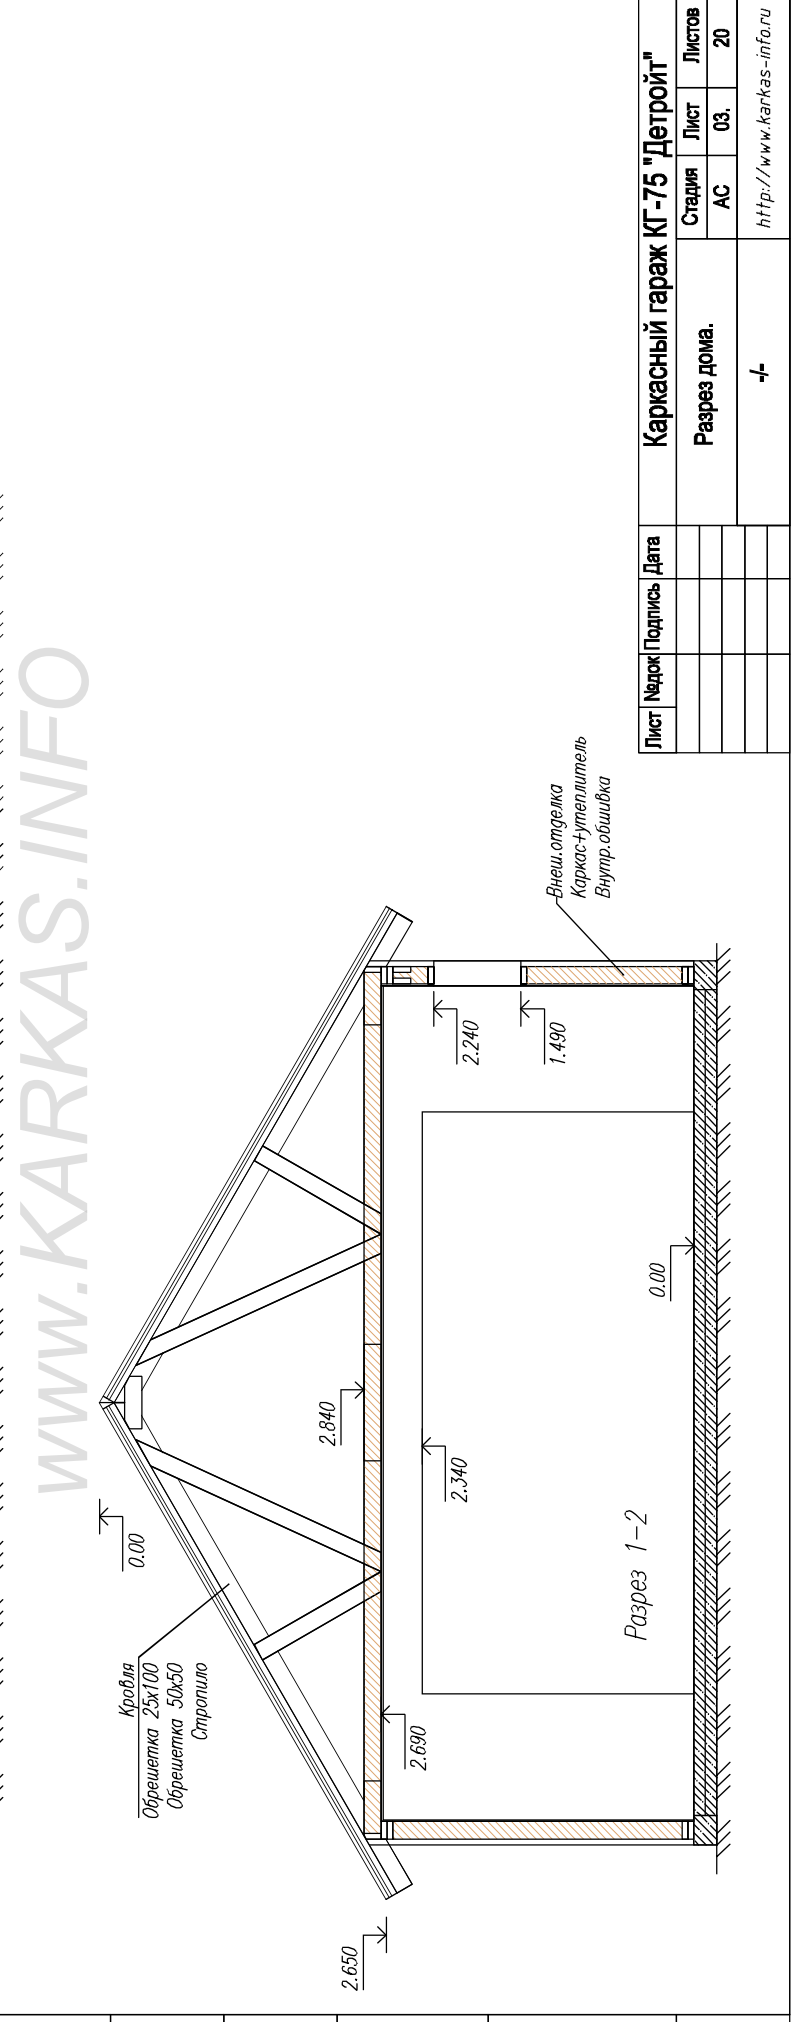 www.KARKAS.INFO
0.00
Кровля
Обрешетка 25х100
Обрешетка 50х50
Стропило
2.650
2.840
2.690
2.340
2.240
1.490
0.00
Разрез 1-2
Внеш.отделка
Каркас+утеплитель
Внутр.обшивка
Лист №док Подпись Дата
Каркасный гараж КГ-75 "Детройт"
Разрез дома.
Стадия Лист Листов
АС 03. 20
-/-
http://www.karkas-info.ru